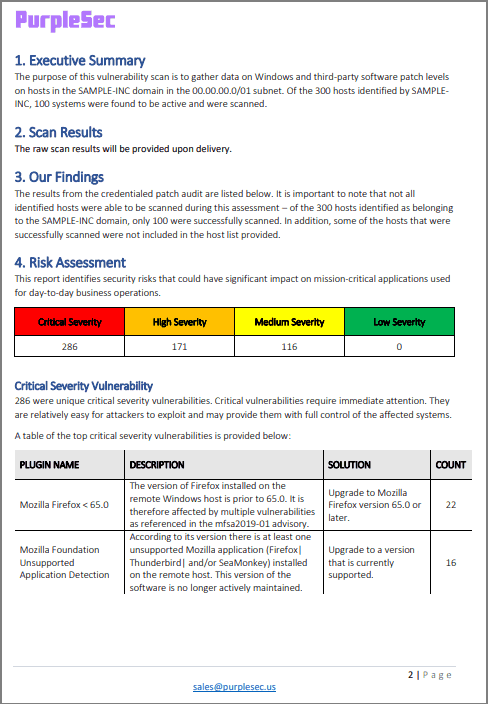 PurpleSec
1. Executive Summary
The purpose of this vulnerability scan is to gather data on Windows and third-party software patch levels
on hosts in the SAMPLE-INC domain in the 00.00.00.0/01 subnet. Of the 300 hosts identified by SAMPLE-
INC, 100 systems were found to be active and were scanned.
2. Scan Results
The raw scan results will be provided upon delivery.
3. Our Findings
The results from the credentialed patch audit are listed below. It is important to note that not all
identified hosts were able to be scanned during this assessment – of the 300 hosts identified as belonging
to the SAMPLE-INC domain, only 100 were successfully scanned. In addition, some of the hosts that were
successfully scanned were not included in the host list provided.
4. Risk Assessment
This report identifies security risks that could have significant impact on mission-critical applications used
for day-to-day business operations.
Critical Severity High Severity Medium Severity Low Severity
286 171 116 0
Critical Severity Vulnerability
286 were unique critical severity vulnerabilities. Critical vulnerabilities require immediate attention. They
are relatively easy for attackers to exploit and may provide them with full control of the affected systems.
A table of the top critical severity vulnerabilities is provided below:
PLUGIN NAME DESCRIPTION SOLUTION COUNT
Mozilla Firefox < 65.0
The version of Firefox installed on the
remote Windows host is prior to 65.0. It is
therefore affected by multiple vulnerabilities
as referenced in the mfsa2019-01 advisory.
Upgrade to Mozilla
Firefox version 65.0 or
later.
22
Mozilla Foundation
Unsupported
Application Detection
According to its version there is at least one
unsupported Mozilla application (Firefox|
Thunderbird| and/or SeaMonkey) installed
on the remote host. This version of the
software is no longer actively maintained.
Upgrade to a version
that is currently
supported.
16
2 | Page
sales@purplesec.us